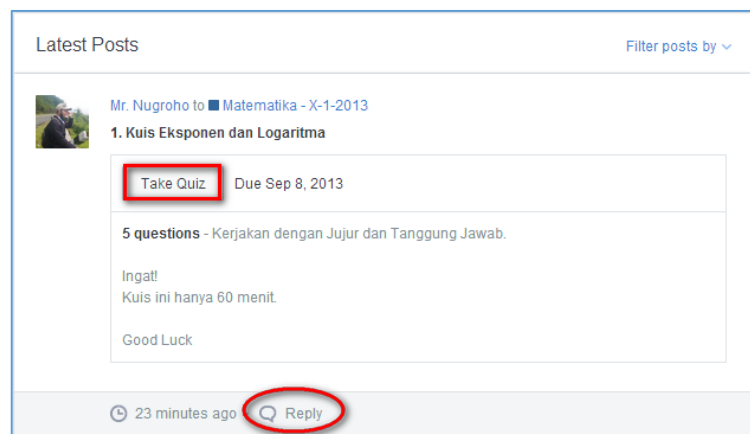 Latest Posts
Filter posts by
Mr. Nugroho to Matematika - X-1-2013
1. Kuis Eksponen dan Logaritma
Take Quiz Due Sep 8, 2013
5 questions - Kerjakan dengan Jujur dan Tanggung Jawab.
Ingat!
Kuis ini hanya 60 menit.
Good Luck
23 minutes ago Reply